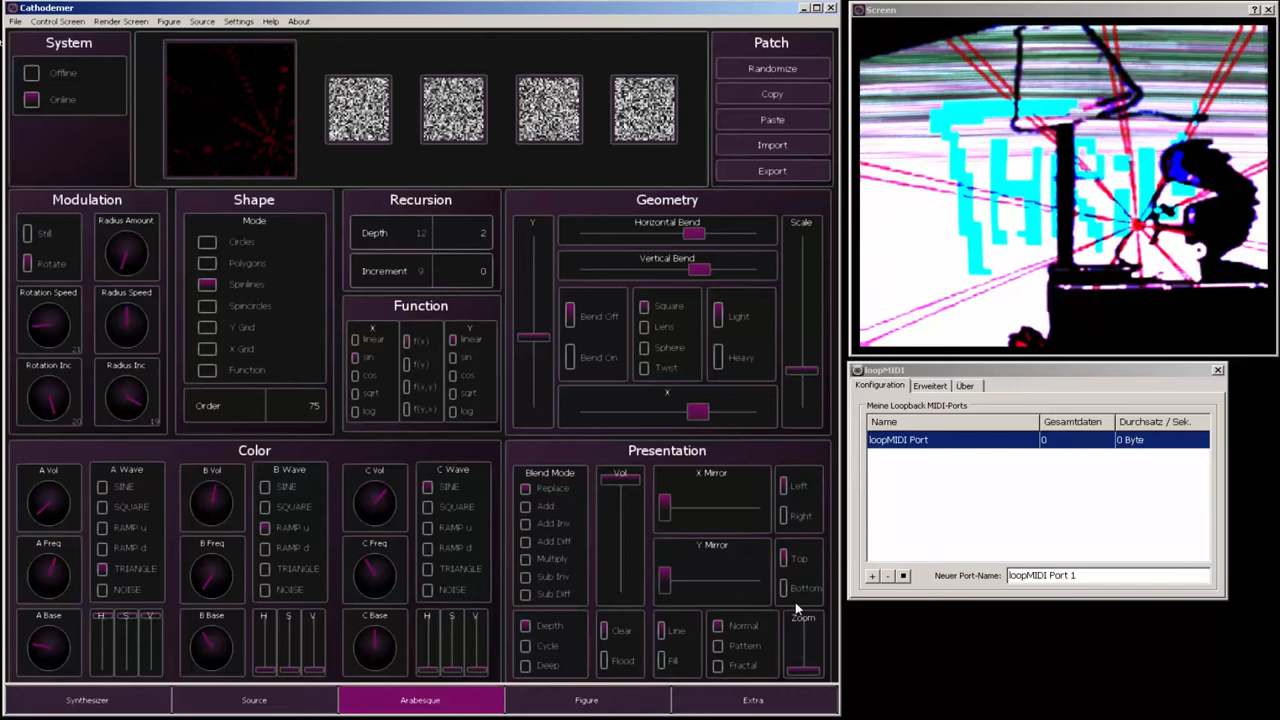 Cathodemer
File Control Screen Render Screen Figure Source Settings Help About
System
Offline
Online
Patch
Randomize
Copy
Paste
Import
Export
Modulation
Still
Rotate
Radius Amount
Rotation Speed
21
Radius Speed
Rotation Inc
20
Radius Inc
19
Shape
Mode
Circles
Polygons
Spinlines
Spincircles
Y Grid
X Grid
Function
Order 75
Recursion
Depth 12 2
Increment 9 0
Function
X Y
linear f(x) linear
sin f(y) sin
cos f(x,y) cos
sqrt f(y,x) sqrt
log log
Geometry
Y
Horizontal Bend
Vertical Bend
Scale
Bend Off
Bend On
Square
Lens
Sphere
Twist
Light
Heavy
X
Color
A Vol
A Freq
A Base
A Wave
SINE
SQUARE
RAMP u
RAMP d
TRIANGLE
NOISE
H S V
B Vol
B Freq
B Base
B Wave
SINE
SQUARE
RAMP u
RAMP d
TRIANGLE
NOISE
H S V
C Vol
C Freq
C Base
C Wave
SINE
SQUARE
RAMP u
RAMP d
TRIANGLE
NOISE
H S V
Presentation
Blend Mode
Replace
Add
Add Inv
Add Diff
Multiply
Sub Inv
Sub Diff
Vol
X Mirror
Left
Right
Y Mirror
Top
Bottom
Depth
Cycle
Deep
Clear
Flood
Line
Fill
Normal
Pattern
Fractal
Zoom
Synthesizer Source Arabesque Figure Extra
Screen
loopMIDI
Konfiguration Erweitert Über
Meine Loopback MIDI-Ports
Name Gesamtdaten Durchsatz / Sek.
loopMIDI Port 0 0 Byte
+ - Neuer Port-Name: loopMIDI Port 1